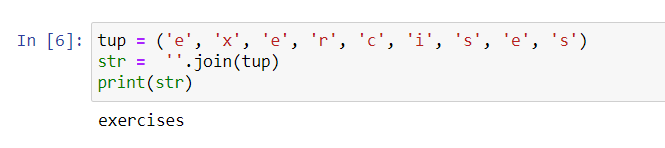 In [6]: tup = ('e', 'x', 'e', 'r', 'c', 'i', 's', 'e', 's')
str =  ''.join(tup)
print(str)
exercises